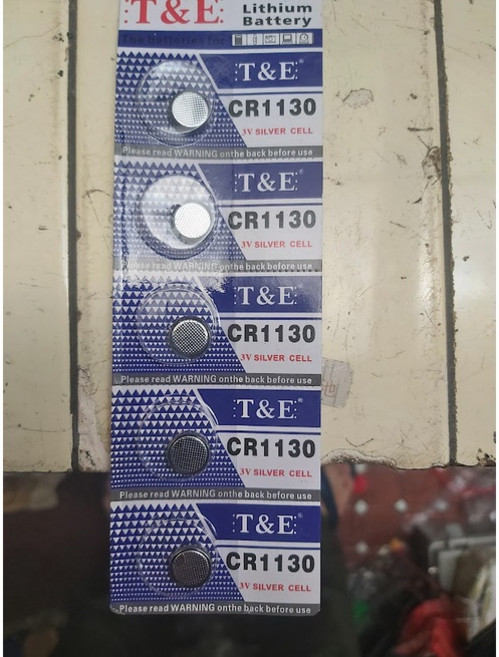 T&E
Lithium
Battery
The batteries for:
T&E
CR1130
3V SILVER CELL
Please read WARNING onthe back before use
T&E
CR1130
3V SILVER CELL
Please read WARNING onthe back before use
T&E
CR1130
3V SILVER CELL
Please read WARNING onthe back before use
T&E
CR1130
3V SILVER CELL
Please read WARNING onthe back before use
T&E
CR1130
3V SILVER CELL
Please read WARNING onthe back before use